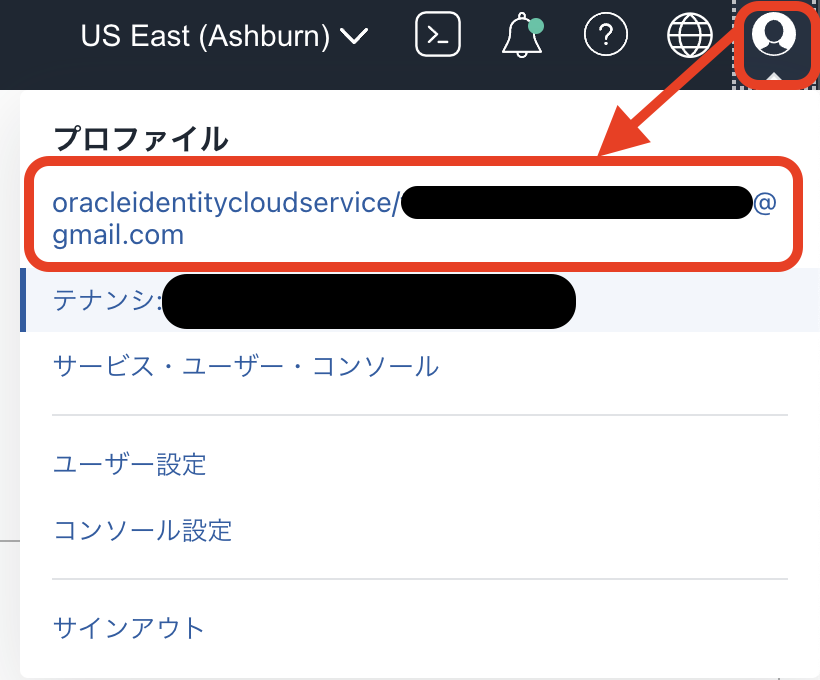 US East (Ashburn)
プロファイル
oracleidentitycloudservice/ @
gmail.com
テナンシ:
サービス・ユーザー・コンソール
ユーザー設定
コンソール設定
サインアウト